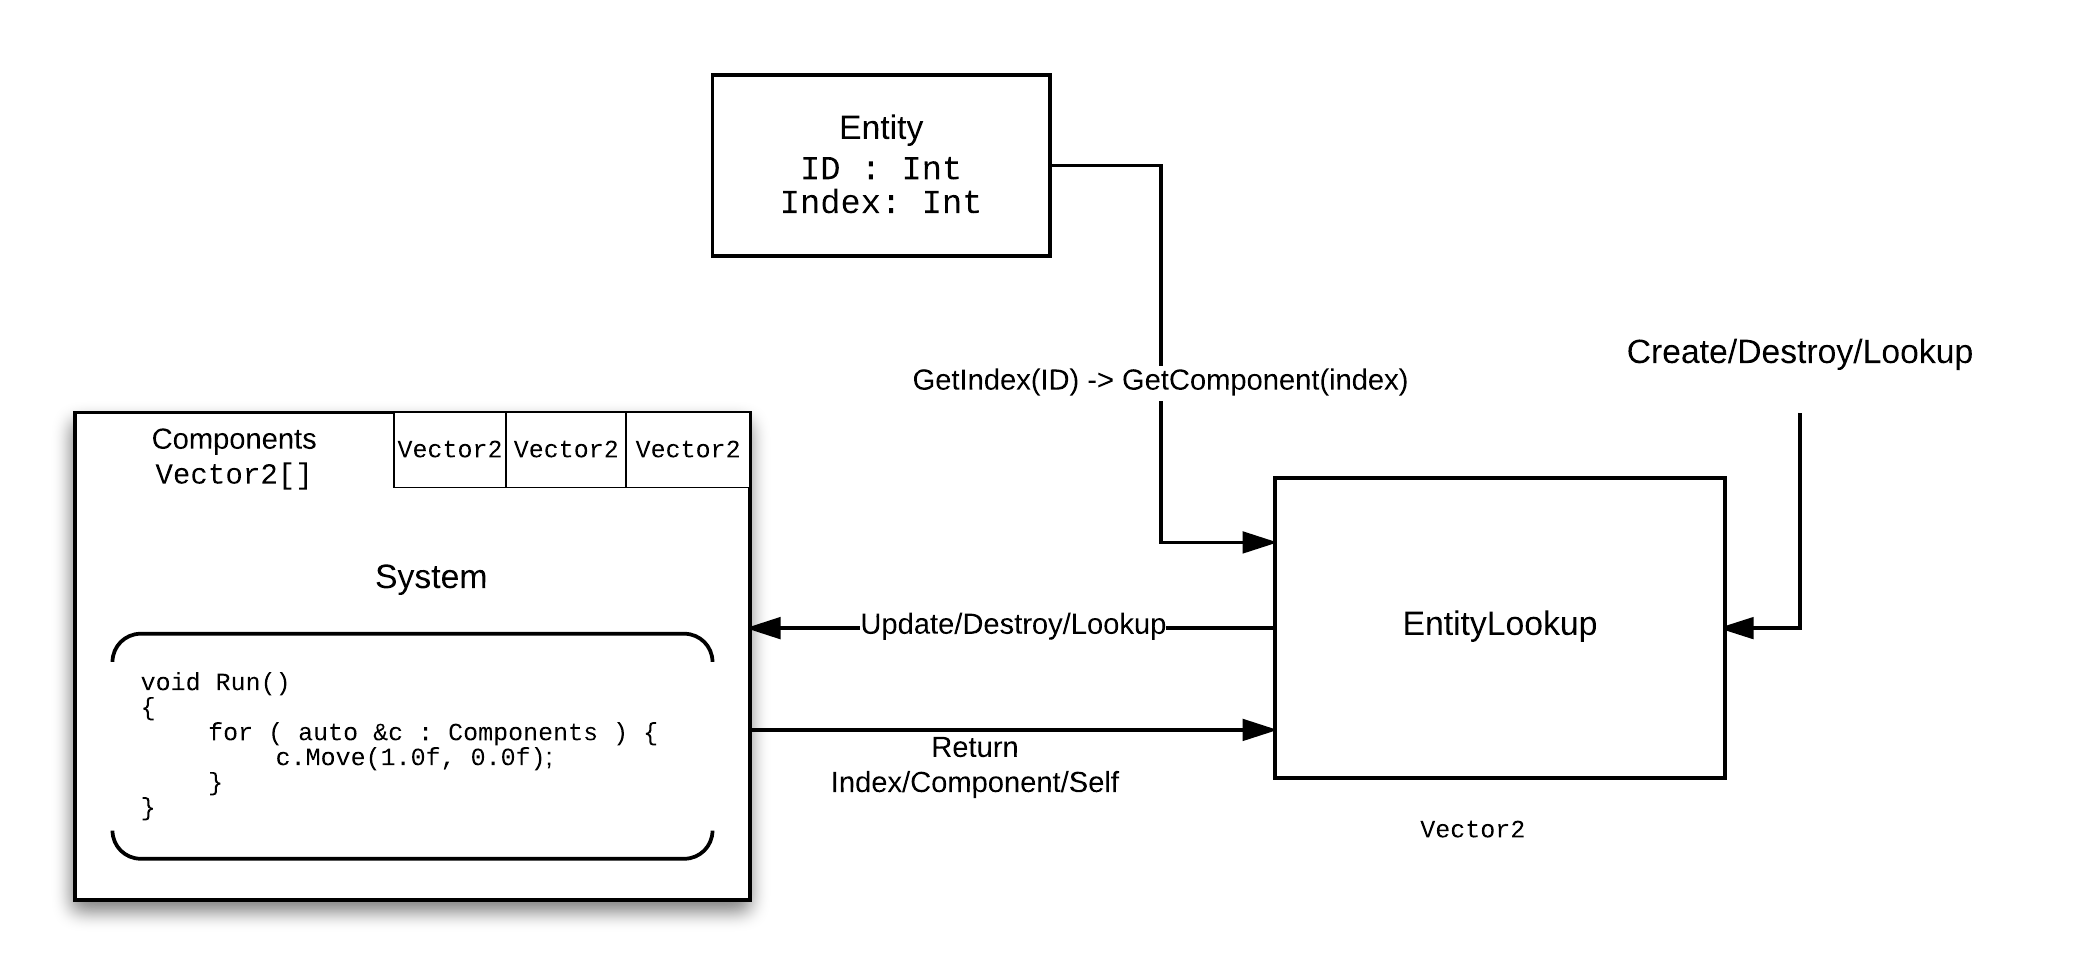 Entity
ID : Int
Index: Int
Create/Destroy/Lookup
GetIndex(ID) -> GetComponent(index)
Components
Vector2[]
Vector2
Vector2
Vector2
System
void Run()
{
for ( auto &c : Components ) {
c.Move(1.0f, 0.0f);
}
}
Update/Destroy/Lookup
Return
Index/Component/Self
EntityLookup
Vector2